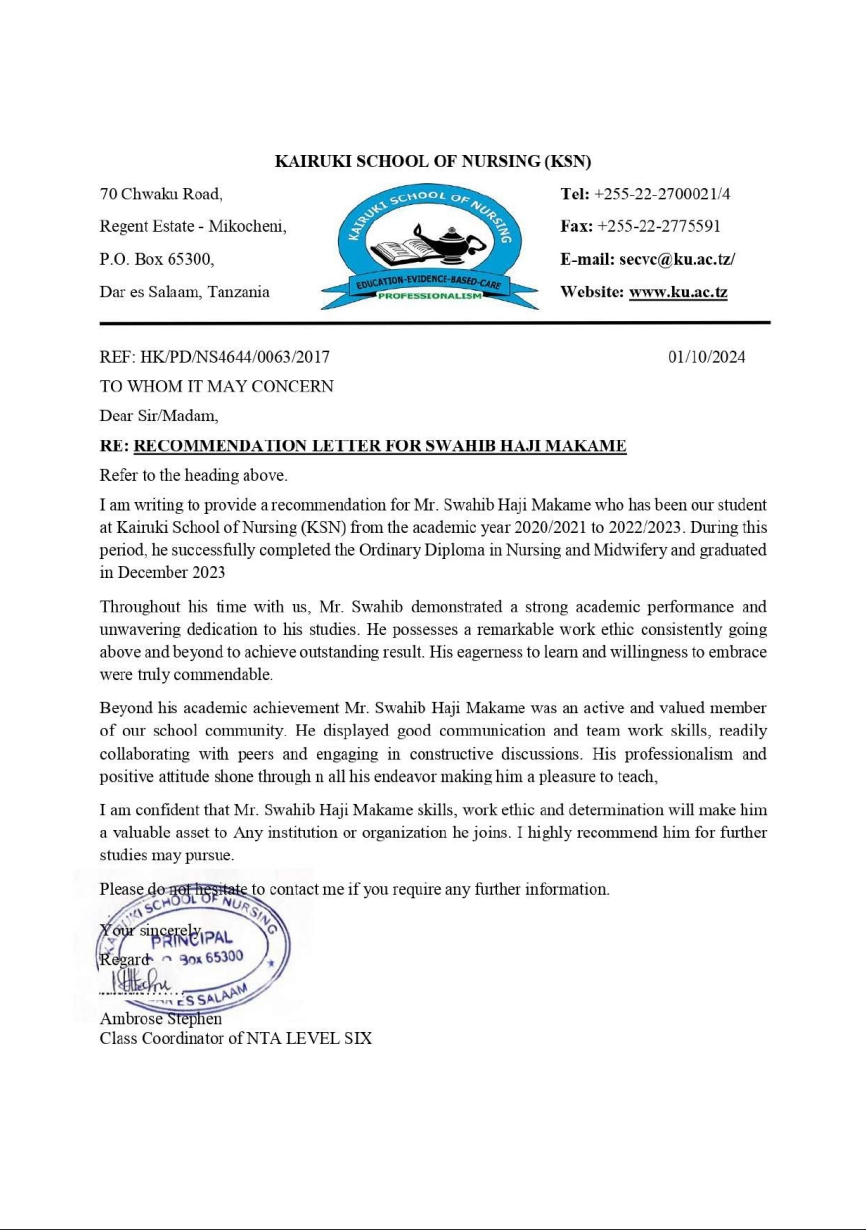 KAIRUKI SCHOOL OF NURSING (KSN)
70 Chwaku Road,
Regent Estate - Mikocheni,
P.O. Box 65300,
Dar es Salaam, Tanzania
KAIRUKI SCHOOL OF NURSING
EDUCATION-EVIDENCE-BASED-CARE
PROFESSIONALISM
Tel: +255-22-2700021/4
Fax: +255-22-2775591
E-mail: secvc@ku.ac.tz/
Website: www.ku.ac.tz
REF: HK/PD/NS4644/0063/2017 01/10/2024
TO WHOM IT MAY CONCERN
Dear Sir/Madam,
RE: RECOMMENDATION LETTER FOR SWAHIB HAJI MAKAME
Refer to the heading above.
I am writing to provide a recommendation for Mr. Swahib Haji Makame who has been our student
at Kairuki School of Nursing (KSN) from the academic year 2020/2021 to 2022/2023. During this
period, he successfully completed the Ordinary Diploma in Nursing and Midwifery and graduated
in December 2023
Throughout his time with us, Mr. Swahib demonstrated a strong academic performance and
unwavering dedication to his studies. He possesses a remarkable work ethic consistently going
above and beyond to achieve outstanding result. His eagerness to learn and willingness to embrace
were truly commendable.
Beyond his academic achievement Mr. Swahib Haji Makame was an active and valued member
of our school community. He displayed good communication and team work skills, readily
collaborating with peers and engaging in constructive discussions. His professionalism and
positive attitude shone through n all his endeavor making him a pleasure to teach,
I am confident that Mr. Swahib Haji Makame skills, work ethic and determination will make him
a valuable asset to Any institution or organization he joins. I highly recommend him for further
studies may pursue.
Please do not hesitate to contact me if you require any further information.
KAIRUKI SCHOOL OF NURSING
Your sincerely
PRINCIPAL
Regard
Box 65300
ES SALAAM
Ambrose Stephen
Class Coordinator of NTA LEVEL SIX